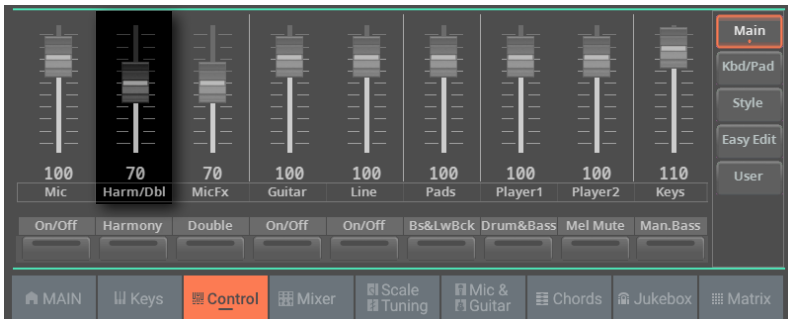 Main
Kbd/Pad
Style
Easy Edit
User
100 70 70 100 100 100 100 100 110
Mic Harm/Dbl MicFx Guitar Line Pads Player1 Player2 Keys
On/Off Harmony Double On/Off On/Off Bs&LwBck Drum&Bass Mel Mute Man.Bass
MAIN Keys Control Mixer Scale Tuning Mic & Guitar Chords Jukebox Matrix